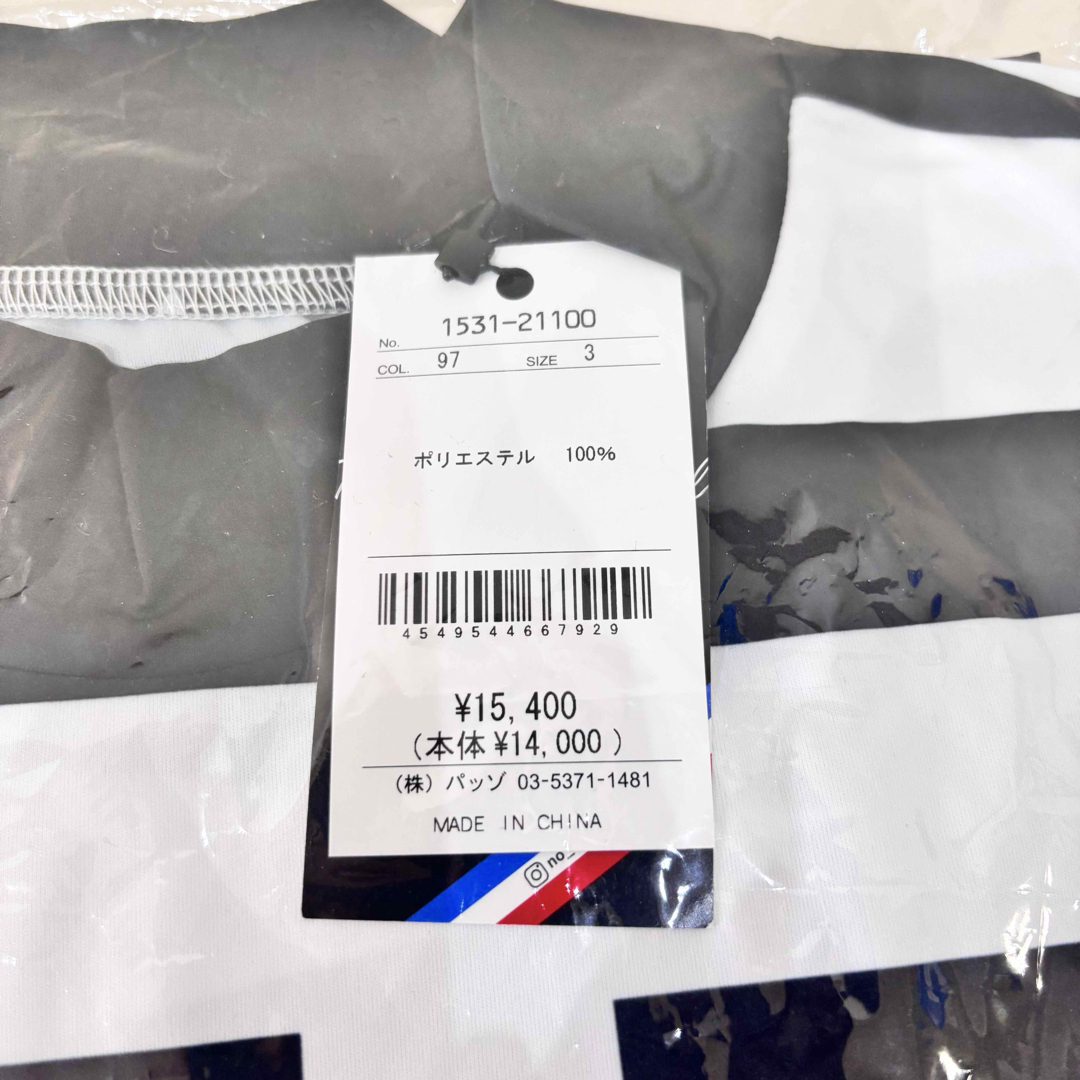 No. 1531-21100
COL. 97 SIZE 3
ポリエステル 100%
4549544667929
¥15,400
(本体¥14,000)
(株)パッゾ 03-5371-1481
MADE IN CHINA
no_